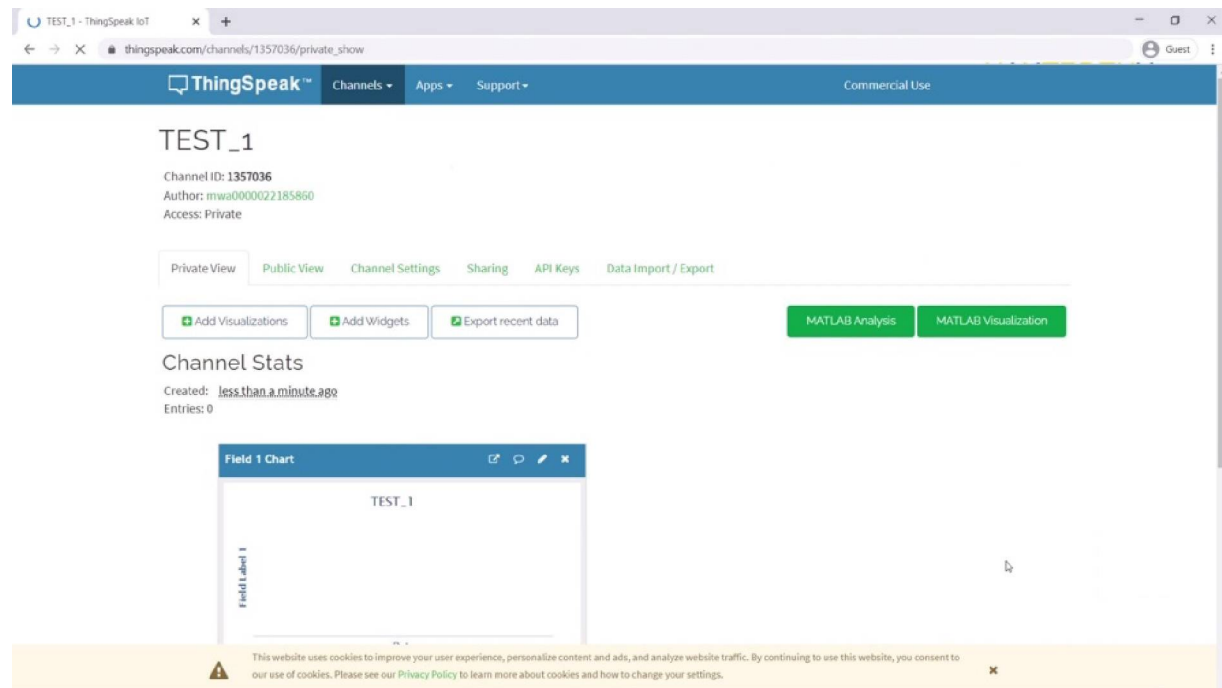 TEST_1 - ThingSpeak IoT
thingspeak.com/channels/1357036/private_show
Guest
ThingSpeak™ Channels Apps Support Commercial Use
TEST_1
Channel ID: 1357036
Author: mwa0000022185860
Access: Private
Private View Public View Channel Settings Sharing API Keys Data Import / Export
Add Visualizations Add Widgets Export recent data MATLAB Analysis MATLAB Visualization
Channel Stats
Created: less than a minute ago
Entries: 0
Field 1 Chart
TEST_1
Field Label 1
This website uses cookies to improve your user experience, personalize content and ads, and analyze website traffic. By continuing to use this website, you consent to
our use of cookies. Please see our Privacy Policy to learn more about cookies and how to change your settings.